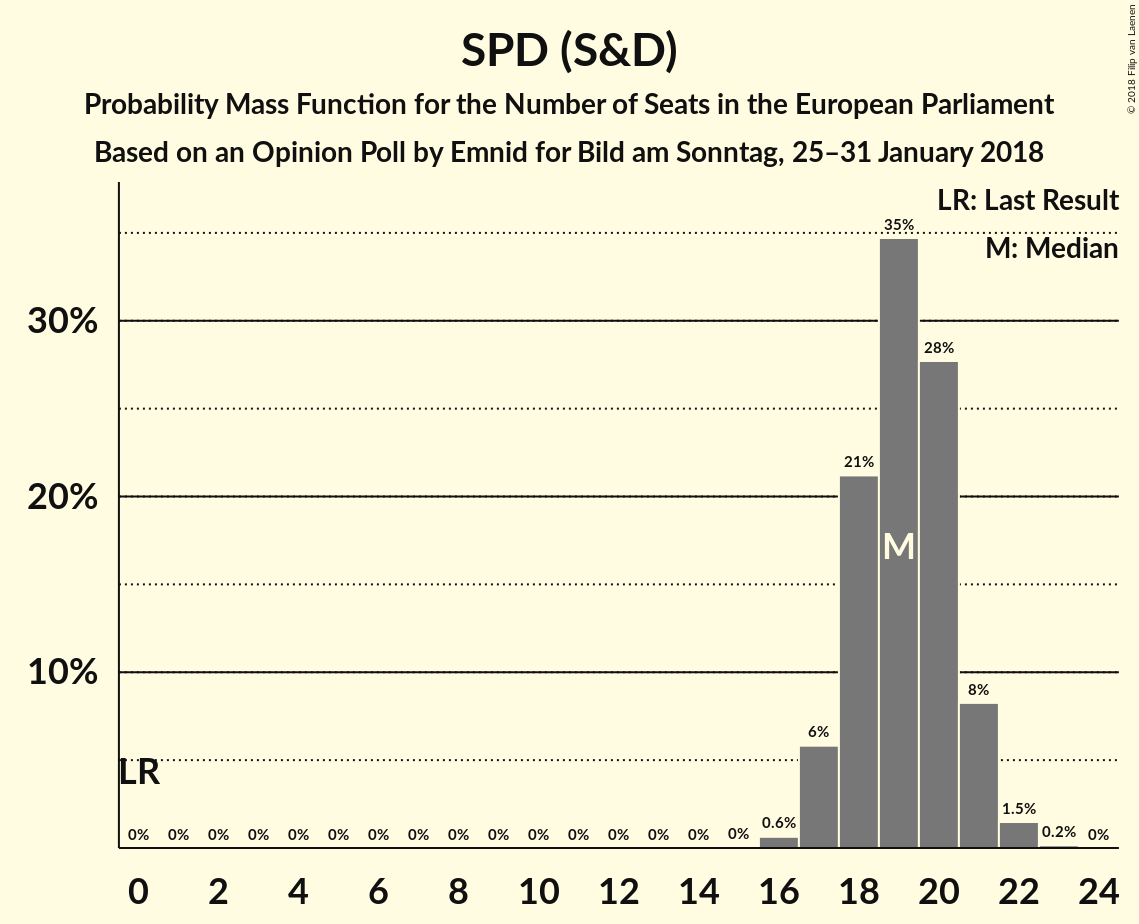 SPD (S&D)
Probability Mass Function for the Number of Seats in the European Parliament
Based on an Opinion Poll by Emnid for Bild am Sonntag, 25–31 January 2018
© 2018 Filip van Laenen
LR: Last Result
M: Median
30%
20%
10%
LR
M
0% 0% 0% 0% 0% 0% 0% 0% 0% 0% 0% 0% 0% 0% 0% 0% 0.6% 6% 21% 35% 28% 8% 1.5% 0.2% 0%
0 2 4 6 8 10 12 14 16 18 20 22 24